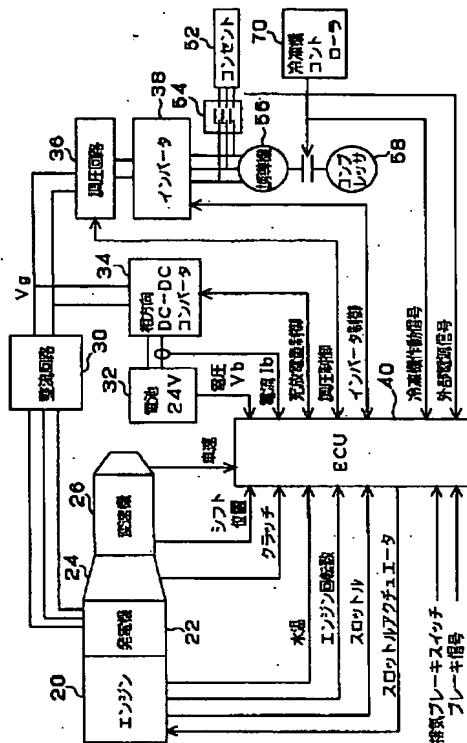 20
エンジン
発電機
22
24
26
変速機
30
整流回路
Vg
32
電池
24V
34
双方向
DC−DC
コンバータ
36
調圧回路
38
インバータ
54
52
コンセント
56
誘導機
58
コンプ
レッサ
70
冷凍機
コント
ローラ
40
ECU
車速
シフト
位置
クラッチ
水温
エンジン回転数
スロットル
スロットルアクチュエータ
排気ブレーキスイッチ
ブレーキ信号
電圧
Vb
電流Ib
充放電量制御
調圧制御
インバータ制御
冷凍機作動信号
外部電源信号